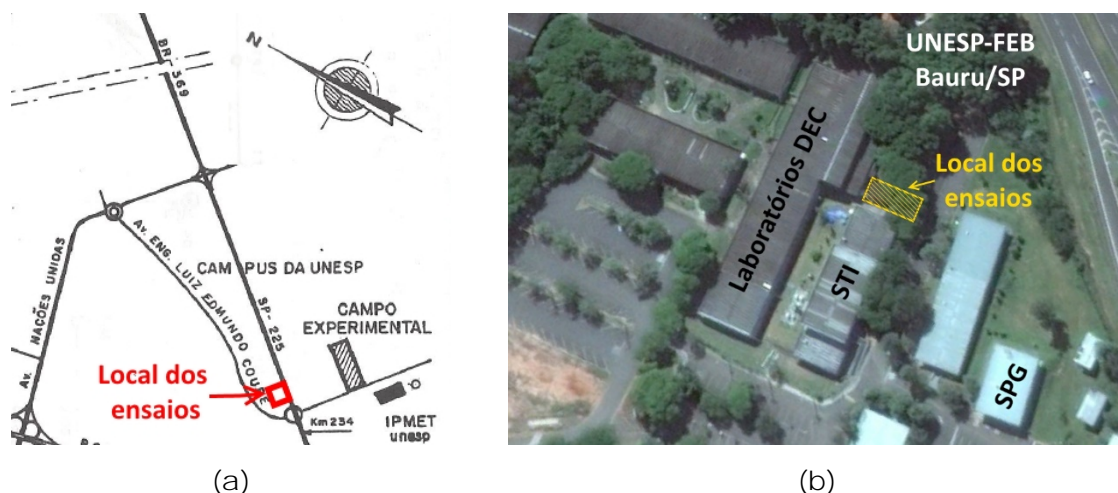 N
BR-369
Av. NAÇÕES UNIDAS
Av. ENG. LUIZ EDMUNDO COUBE
CAMPUS DA UNESP
SP-225
CAMPO
EXPERIMENTAL
Local dos
ensaios
Km 234
IPMET
unesp
(a)
UNESP-FEB
Bauru/SP
Laboratórios DEC
Local dos
ensaios
STI
SPG
(b)